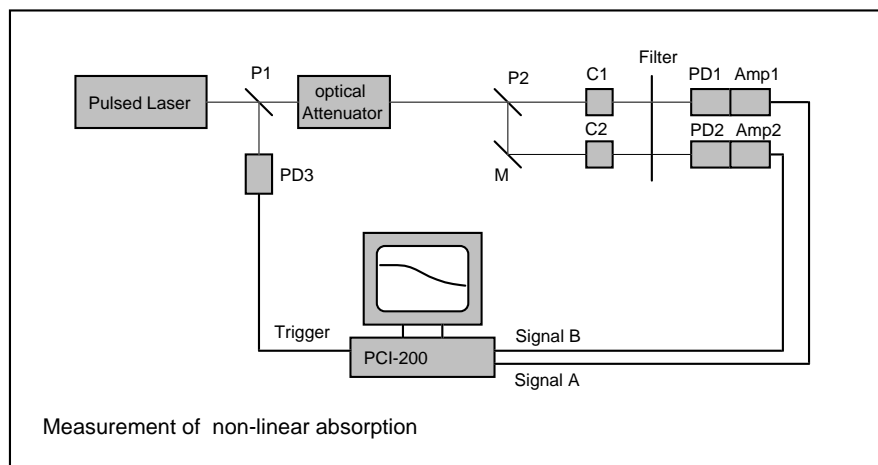 P1
Pulsed Laser
optical
Attenuator
P2
C1
Filter
PD1
Amp1
C2
PD2
Amp2
M
PD3
Trigger
PCI-200
Signal B
Signal A
Measurement of non-linear absorption